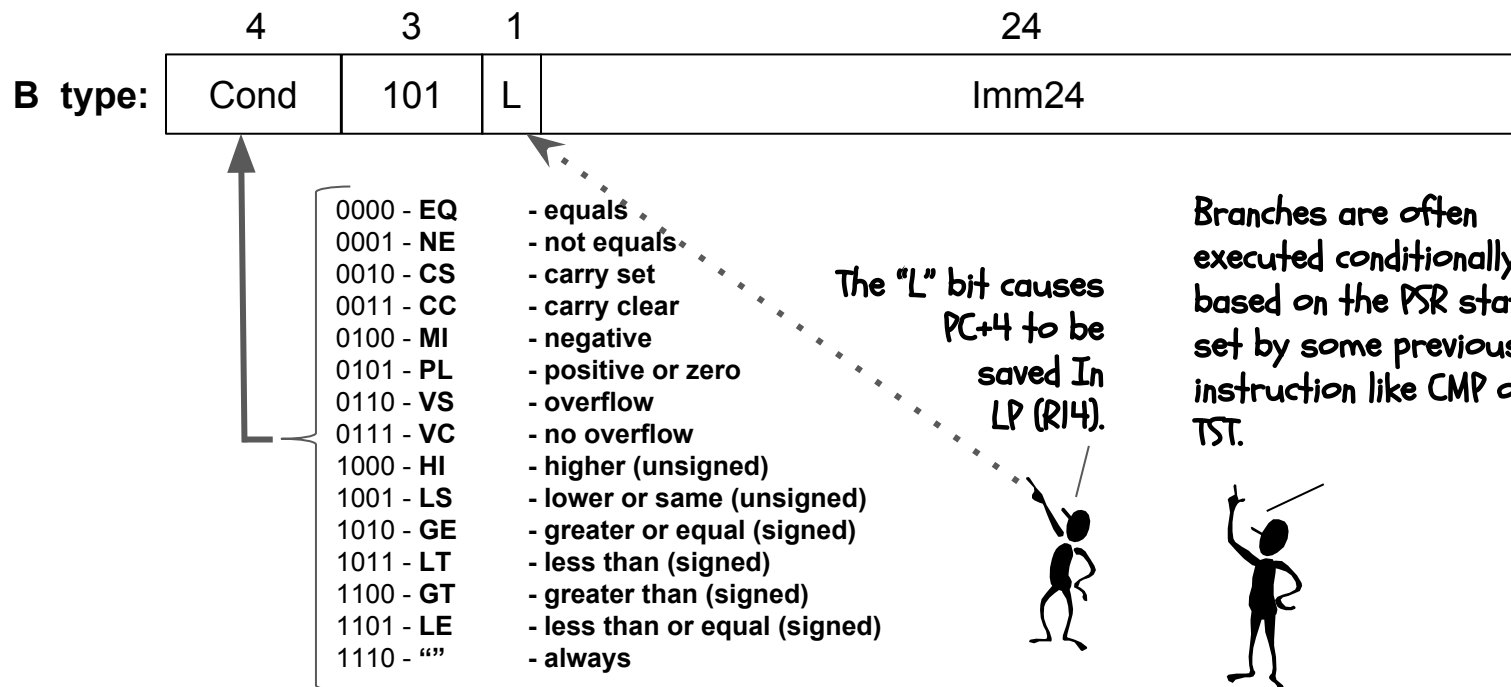 4 3 1 24
B type: Cond 101 L Imm24
0000 - EQ - equals
0001 - NE - not equals
0010 - CS - carry set
0011 - CC - carry clear
0100 - MI - negative
0101 - PL - positive or zero
0110 - VS - overflow
0111 - VC - no overflow
1000 - HI - higher (unsigned)
1001 - LS - lower or same (unsigned)
1010 - GE - greater or equal (signed)
1011 - LT - less than (signed)
1100 - GT - greater than (signed)
1101 - LE - less than or equal (signed)
1110 - “” - always
The "L" bit causes
PC+4 to be
saved In
LP (R14).
Branches are often
executed conditionally
based on the PSR
set by some previous
instruction like CMP
TST.